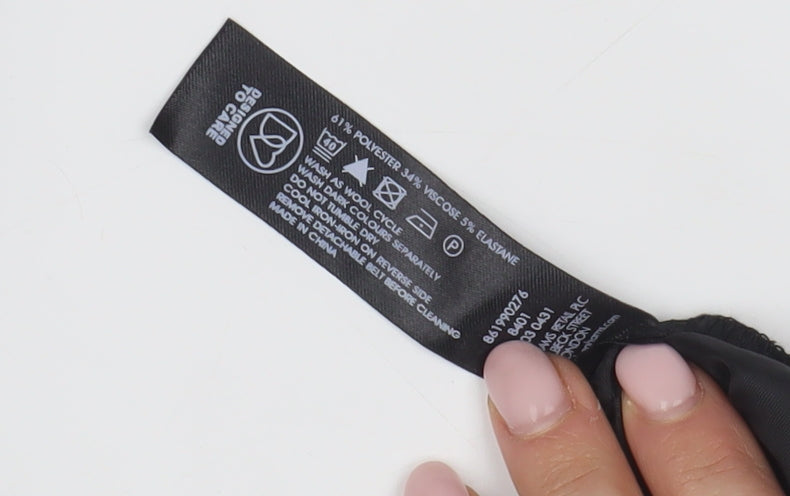 DESIGNED
TO CARE
61% POLYESTER 34% VISCOSE 5% ELASTANE
40
P
WASH AS WOOL CYCLE
WASH DARK COLOURS SEPARATELY
DO NOT TUMBLE DRY
COOL IRON-IRON ON REVERSE SIDE
REMOVE DETACHABLE BELT BEFORE CLEANING
MADE IN CHINA
861990276
8401
03 0431
RETAIL PLC
STREET
LONDON